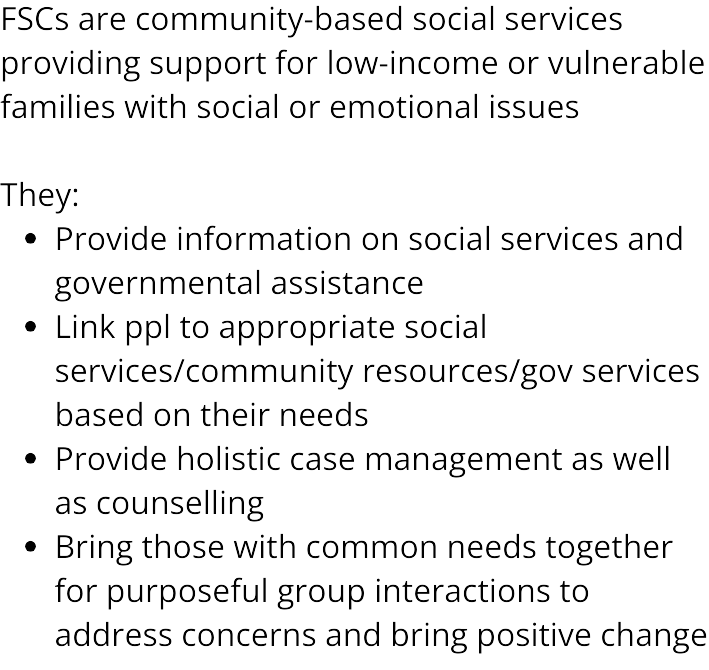 FSCs are community-based social services
providing support for low-income or vulnerable
families with social or emotional issues
They:
• Provide information on social services and
governmental assistance
• Link ppl to appropriate social
services/community resources/gov services
based on their needs
• Provide holistic case management as well
as counselling
• Bring those with common needs together
for purposeful group interactions to
address concerns and bring positive change